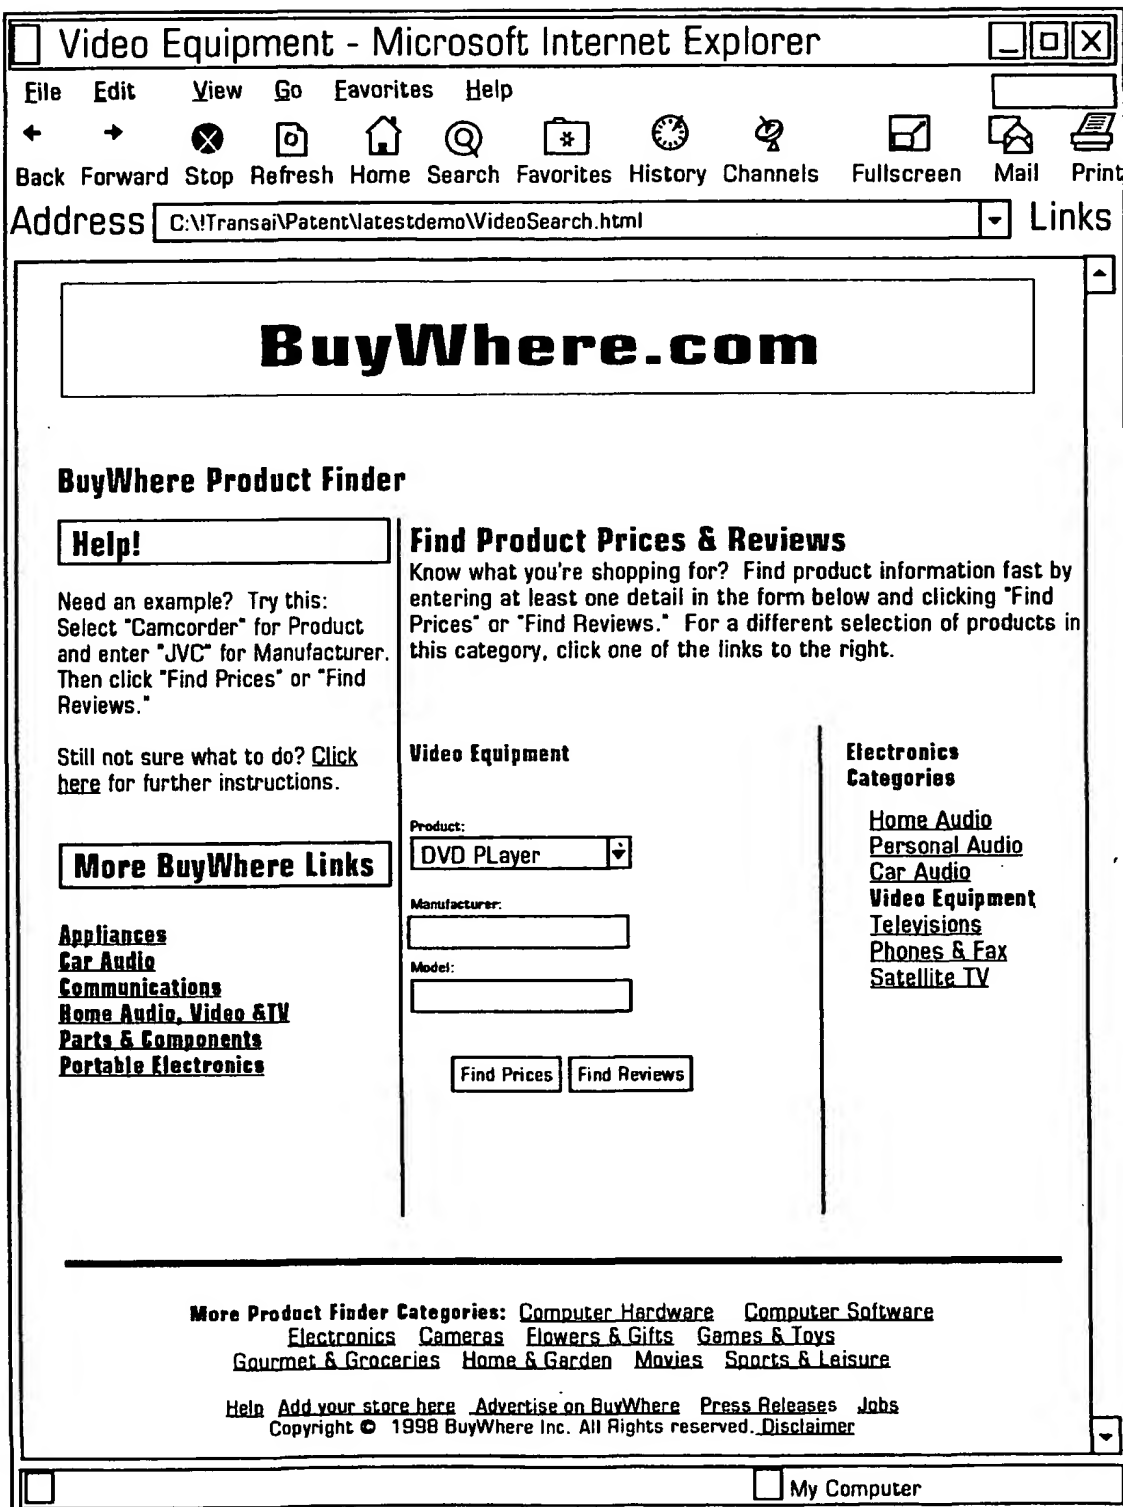 Video Equipment - Microsoft Internet Explorer
File Edit View Go Favorites Help
Back Forward Stop Refresh Home Search Favorites History Channels Fullscreen Mail Print
Address C:\!Transai\Patent\latestdemo\VideoSearch.html Links
BuyWhere.com
BuyWhere Product Finder
Help!
Need an example? Try this:
Select "Camcorder" for Product
and enter "JVC" for Manufacturer.
Then click "Find Prices" or "Find
Reviews."
Still not sure what to do? Click
here for further instructions.
More BuyWhere Links
Appliances
Car Audio
Communications
Home Audio, Video &TV
Parts & Components
Portable Electronics
Find Product Prices & Reviews
Know what you're shopping for? Find product information fast by
entering at least one detail in the form below and clicking "Find
Prices" or "Find Reviews." For a different selection of products in
this category, click one of the links to the right.
Video Equipment
Product:
DVD PLayer
Manufacturer:
Model:
Find Prices Find Reviews
Electronics
Categories
Home Audio
Personal Audio
Car Audio
Video Equipment
Televisions
Phones & Fax
Satellite TV
More Product Finder Categories: Computer Hardware Computer Software
Electronics Cameras Flowers & Gifts Games & Toys
Gourmet & Groceries Home & Garden Movies Sports & Leisure
Help Add your store here Advertise on BuyWhere Press Releases Jobs
Copyright © 1998 BuyWhere Inc. All Rights reserved. Disclaimer
My Computer